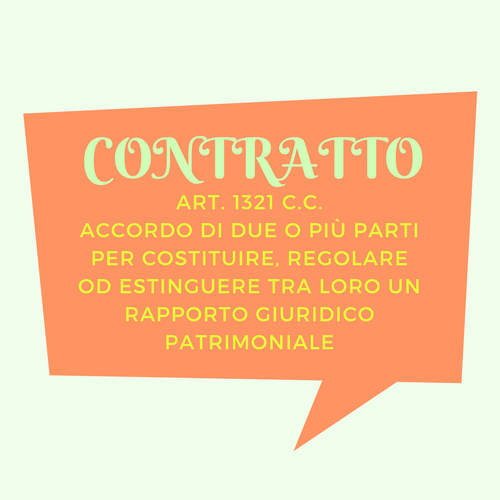 CONTRATTO
ART. 1321 C.C.
ACCORDO DI DUE O PIÙ PARTI
PER COSTITUIRE, REGOLARE
OD ESTINGUERE TRA LORO UN
RAPPORTO GIURIDICO
PATRIMONIALE